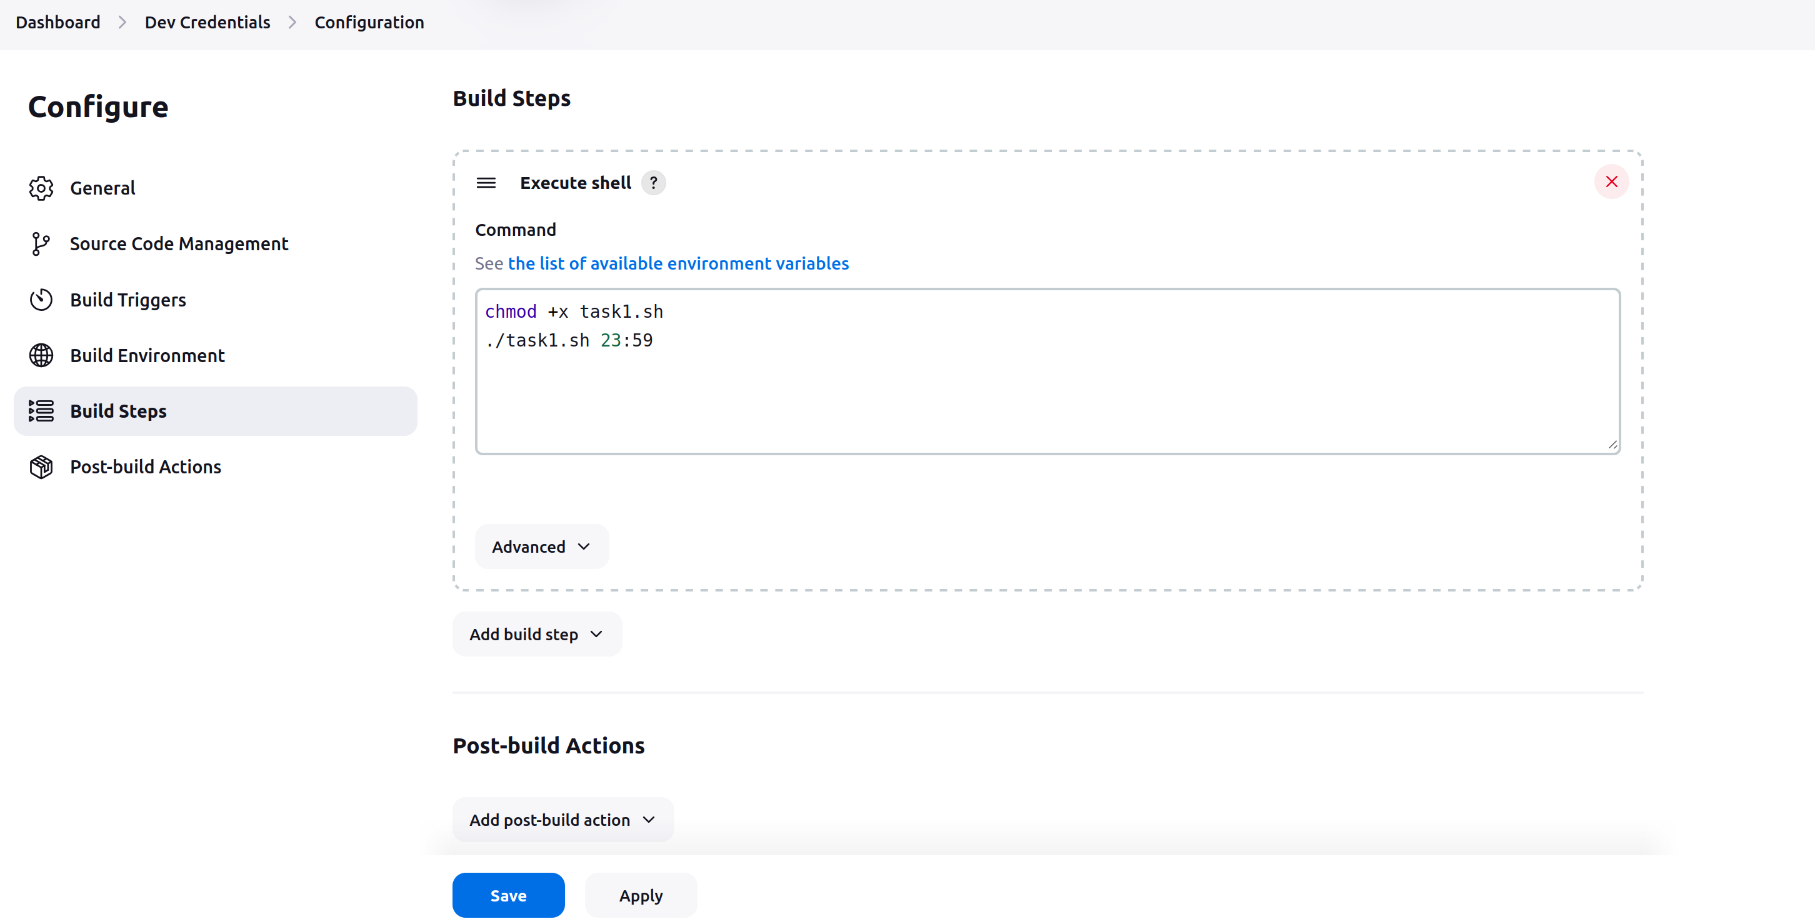 Dashboard > Dev Credentials > Configuration
Configure
General
Source Code Management
Build Triggers
Build Environment
Build Steps
Post-build Actions
Build Steps
Execute shell ?
Command
See the list of available environment variables
chmod +x task1.sh
./task1.sh 23:59
Advanced
Add build step
Post-build Actions
Add post-build action
Save Apply